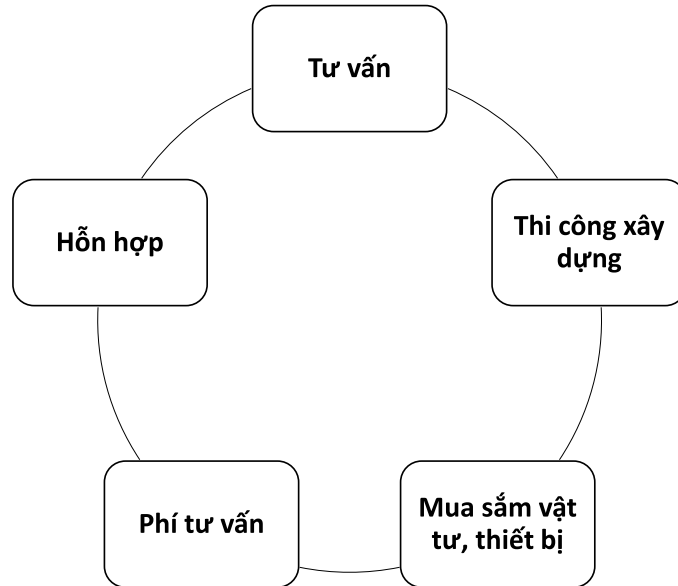 Tư vấn
Thi công xây
dựng
Mua sắm vật
tư, thiết bị
Phí tư vấn
Hỗn hợp